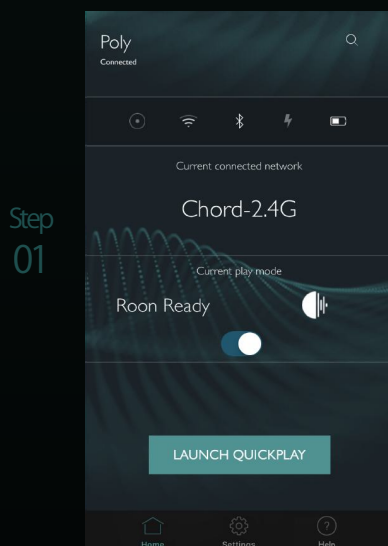 Poly
Connected
Current connected network
Chord-2.4G
Step
01
Current play mode
Roon Ready
LAUNCH QUICKPLAY
Home
Settings
Help